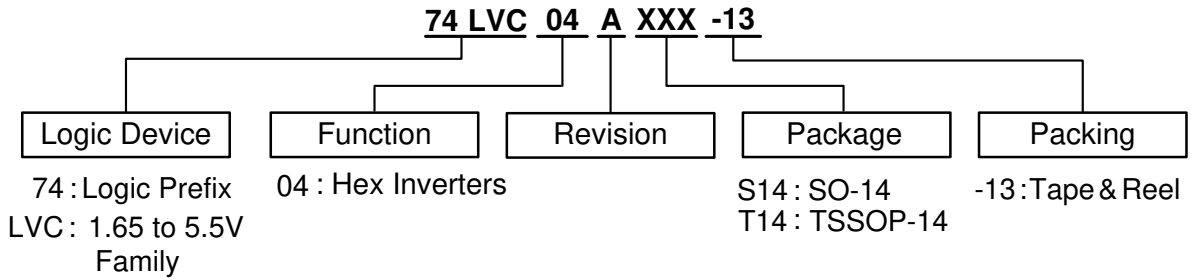 74 LVC 04 A XXX -13
Logic Device Function Revision Package Packing
74 : Logic Prefix
LVC : 1.65 to 5.5V
Family
04 : Hex Inverters
S14 : SO-14
T14 : TSSOP-14
-13 : Tape & Reel